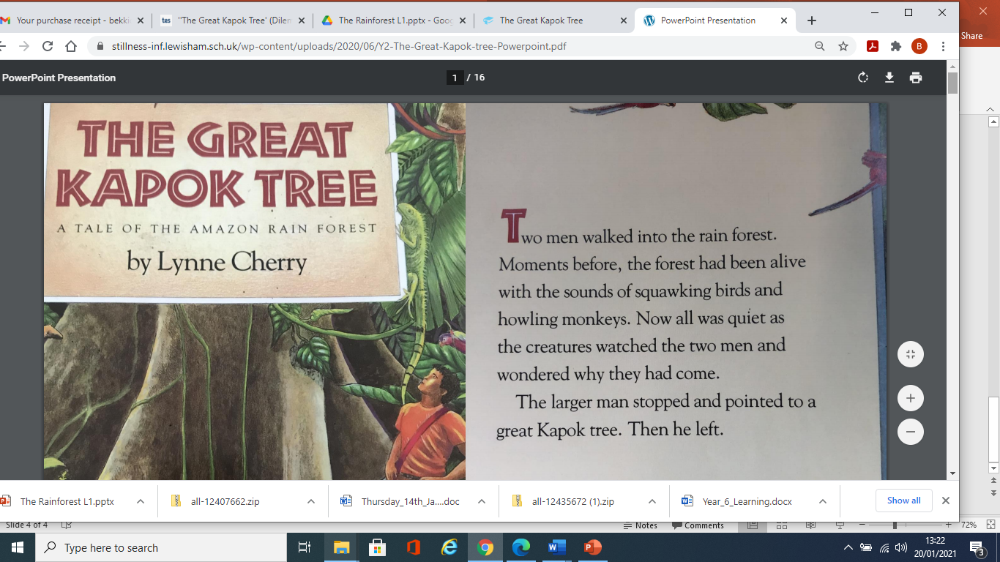 Your purchase receipt - bekki
tes
"The Great Kapok Tree' (Dilem
The Rainforest L1.pptx - Goog
The Great Kapok Tree
PowerPoint Presentation
Share
stillness-inf.lewisham.sch.uk/wp-content/uploads/2020/06/Y2-The-Great-Kapok-tree-Powerpoint.pdf
B
PowerPoint Presentation
1 / 16
THE GREAT
KAPOK TREE
A TALE OF THE AMAZON RAIN FOREST
by Lynne Cherry
Two men walked into the rain forest.
Moments before, the forest had been alive
with the sounds of squawking birds and
howling monkeys. Now all was quiet as
the creatures watched the two men and
wondered why they had come.
The larger man stopped and pointed to a
great Kapok tree. Then he left.
The Rainforest L1.pptx
all-12407662.zip
Thursday_14th_Ja....doc
all-12435672 (1).zip
Year_6_Learning.docx
Show all
Slide 4 of 4
Notes
Comments
72%
Type here to search
13:22
20/01/2021
3